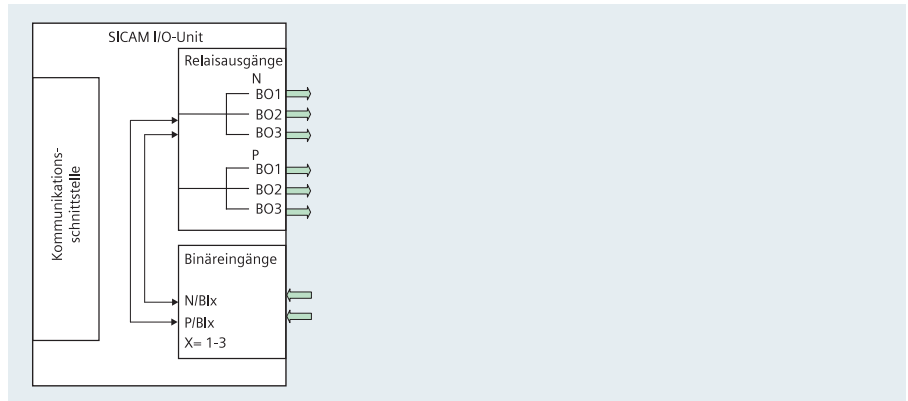 SICAM I/O-Unit
Relaisausgänge
N
BO1
BO2
BO3
P
BO1
BO2
BO3
Kommunikations-
schnittstelle
Binäreingänge
N/BIx
P/BIx
X= 1-3